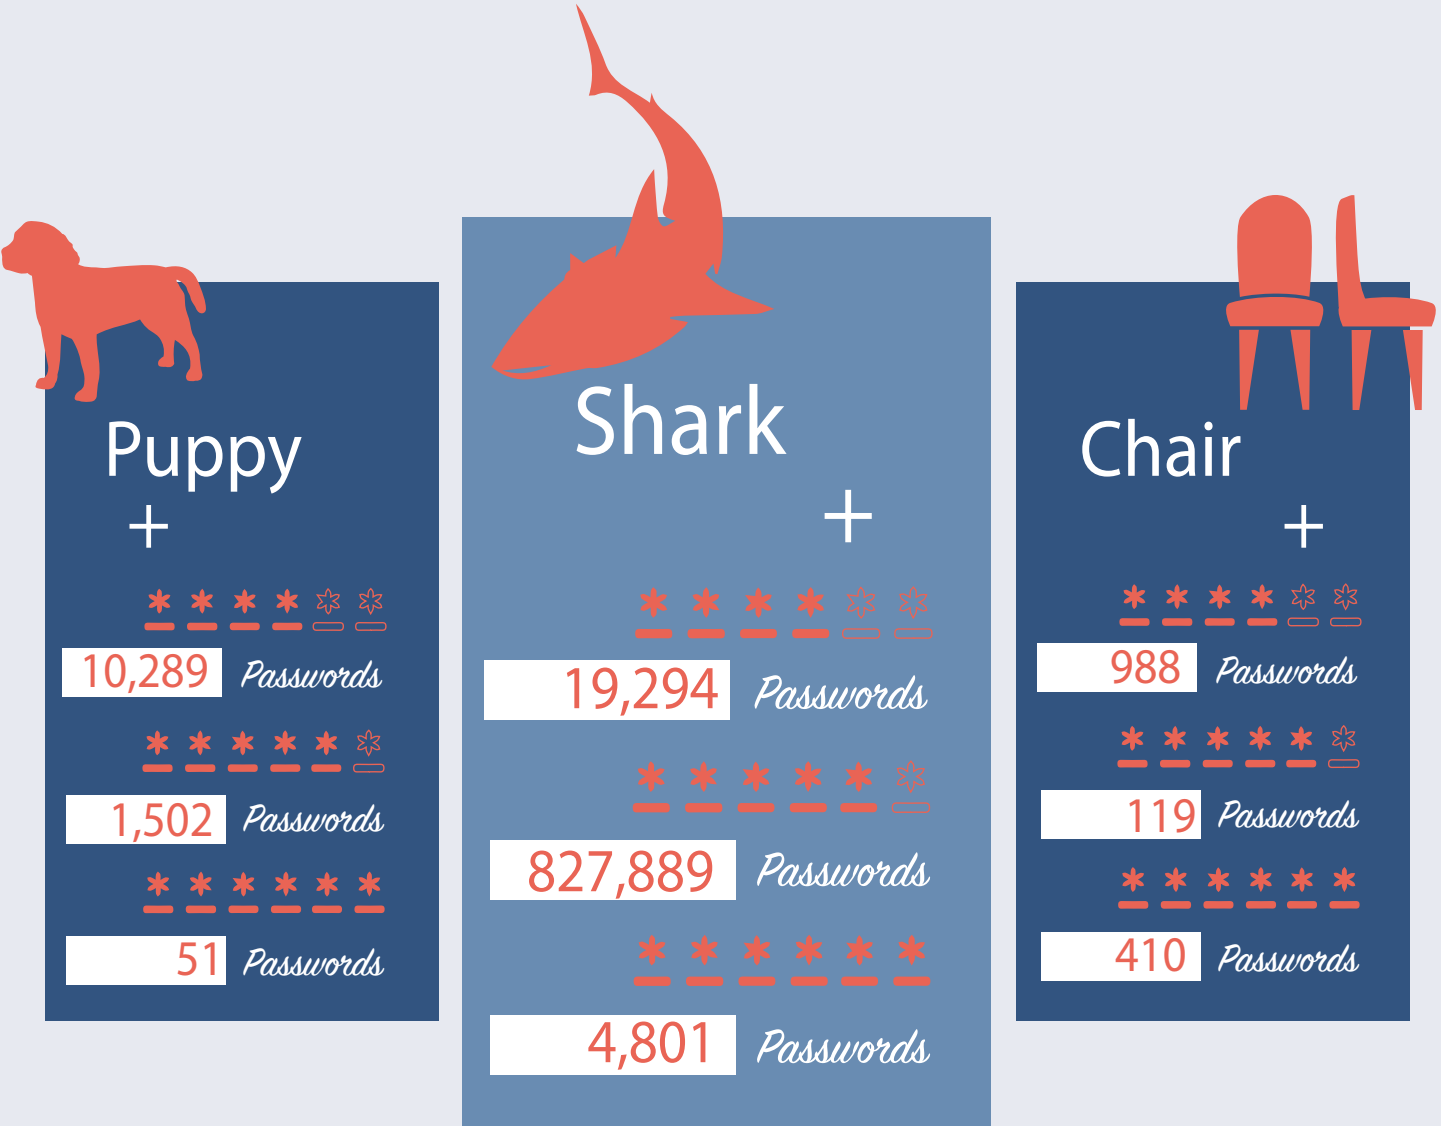 Puppy
+
****
10,289 Passwords
*****
1,502 Passwords
******
51 Passwords
Shark
+
****
19,294 Passwords
*****
827,889 Passwords
******
4,801 Passwords
Chair
+
****
988 Passwords
*****
119 Passwords
******
410 Passwords